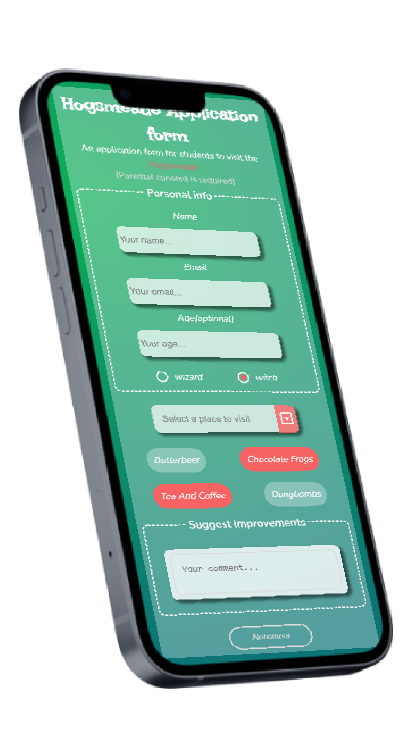 Hogsmeade Application
form
An application form for students to visit the
(Parental consent is required)
Personal info
Name
Your name...
Email
Your email...
Age(optional)
Your age...
wizard witch
Select a place to visit
Butterbeer Chocolate Frogs
Tea And Coffee Dungbombs
Suggest improvements
Your comment...